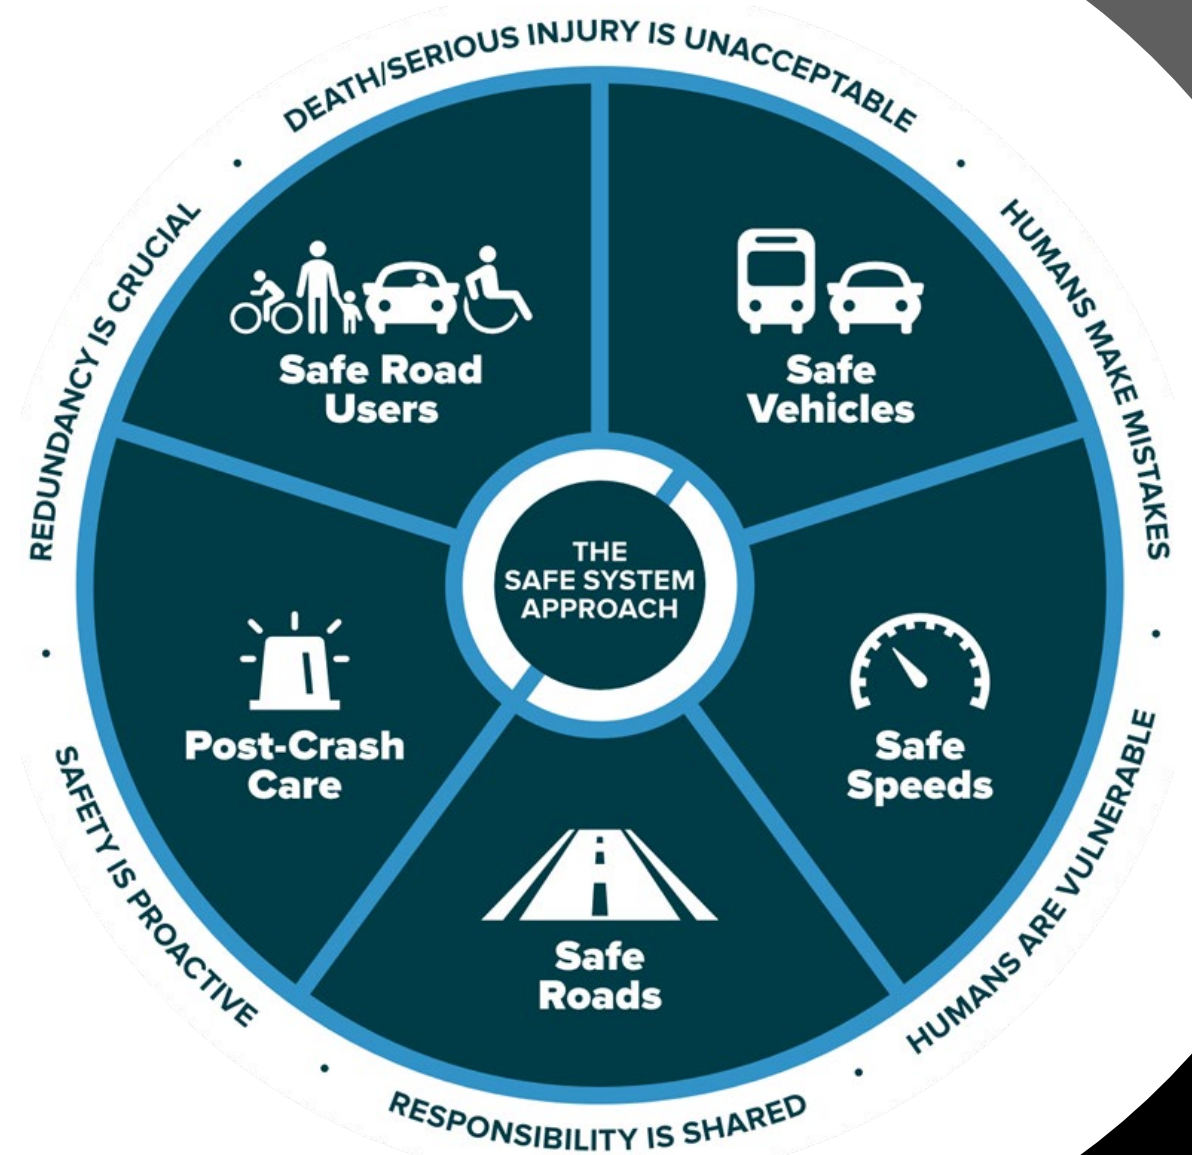 DEATH/SERIOUS INJURY IS UNACCEPTABLE
HUMANS MAKE MISTAKES
HUMANS ARE VULNERABLE
RESPONSIBILITY IS SHARED
SAFETY IS PROACTIVE
REDUNDANCY IS CRUCIAL
Safe Road
Users
Safe
Vehicles
THE
SAFE SYSTEM
APPROACH
Post-Crash
Care
Safe
Speeds
Safe
Roads